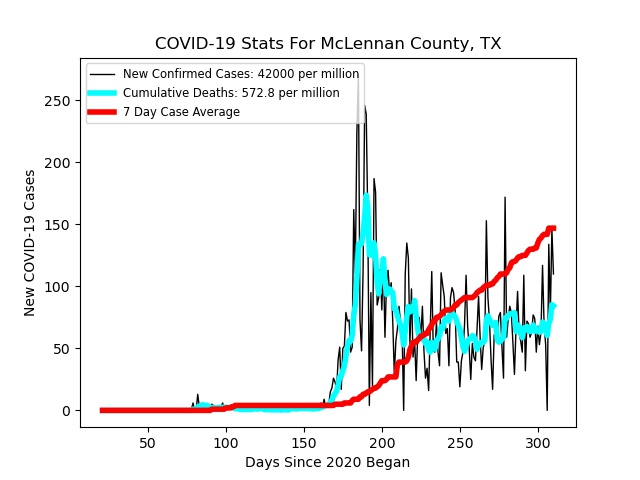 COVID-19 Stats For McLennan County, TX
New Confirmed Cases: 42000 per million
Cumulative Deaths: 572.8 per million
7 Day Case Average
New COVID-19 Cases
250
200
150
100
50
0
50
100
150
200
250
300
Days Since 2020 Began